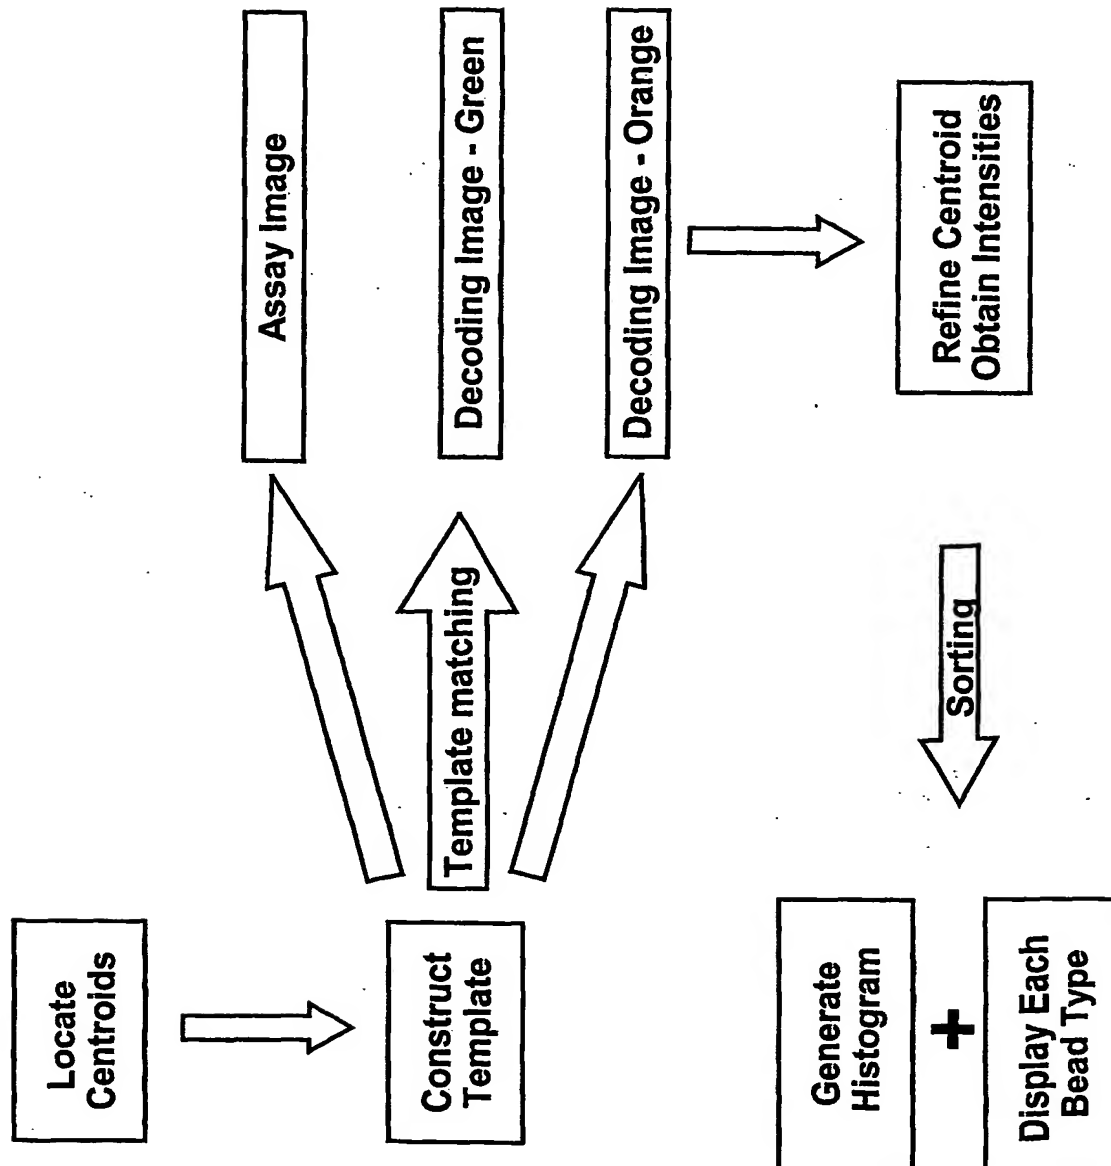 Locate
Centroids
Construct
Template
Template matching
Assay Image
Decoding Image - Green
Decoding Image - Orange
Refine Centroid
Obtain Intensities
Sorting
Generate
Histogram
+
Display Each
Bead Type